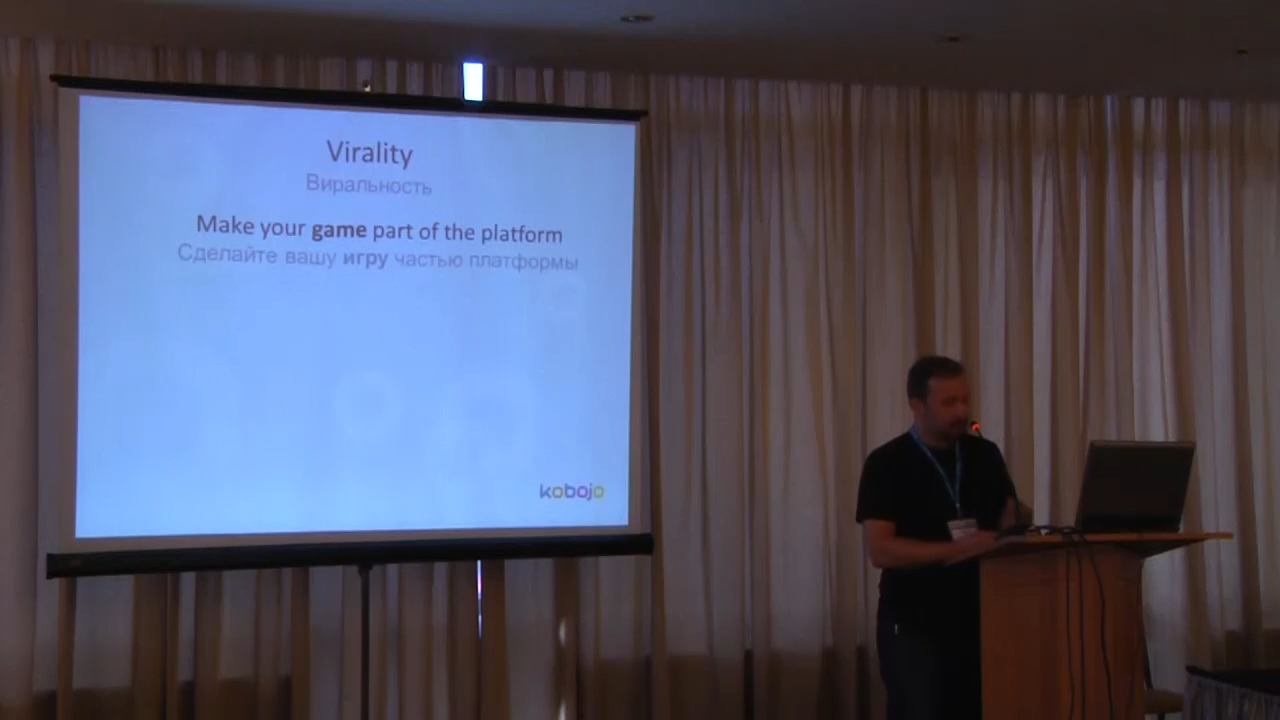 Virality
Виральность
Make your game part of the platform
Сделайте вашу игру частью платформы
kobojo